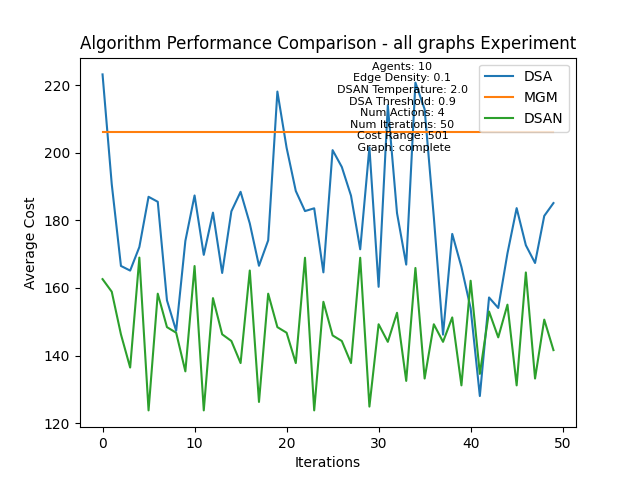 Algorithm Performance Comparison - all graphs Experiment
Agents: 10
Edge Density: 0.1
DSAN Temperature: 2.0
DSA Threshold: 0.9
Num Actions: 4
Num Iterations: 50
Cost Range: 501
Graph: complete
DSA
MGM
DSAN
Average Cost
220
200
180
160
140
120
0 10 20 30 40 50
Iterations